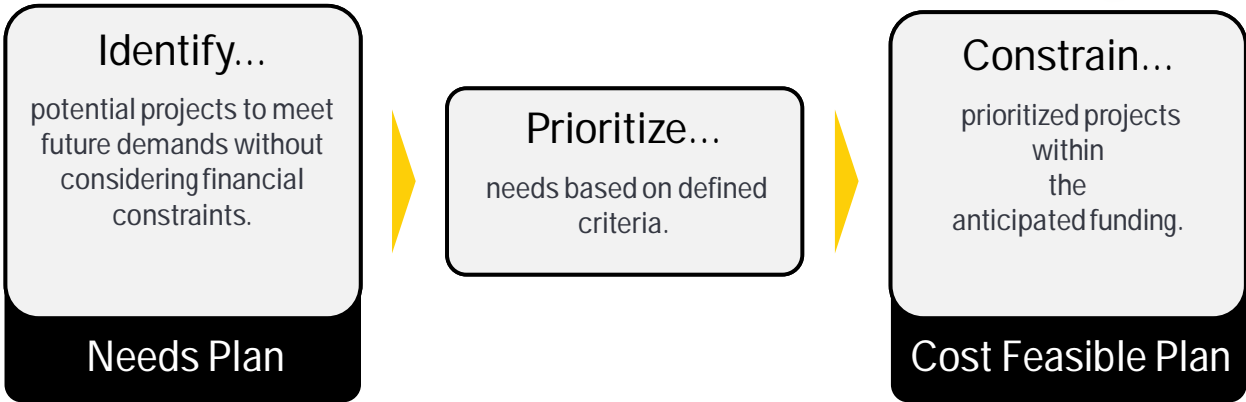 Identify...
potential projects to meet
future demands without
considering financial
constraints.
Needs Plan
Prioritize...
needs based on defined
criteria.
Constrain...
prioritized projects
within
the
anticipated funding.
Cost Feasible Plan